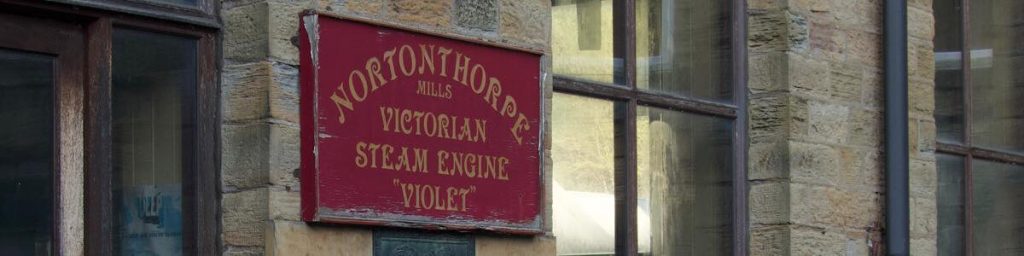 NORTONTHORPE
MILLS
VICTORIAN
STEAM ENGINE
"VIOLET"